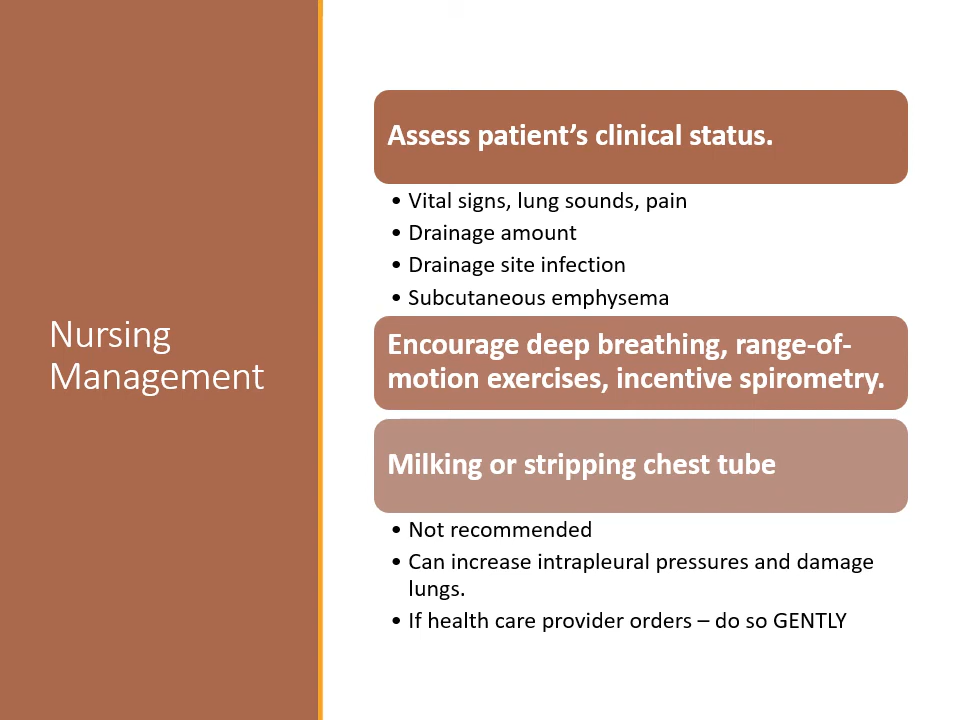 Nursing
Management
Assess patient’s clinical status.
• Vital signs, lung sounds, pain
• Drainage amount
• Drainage site infection
• Subcutaneous emphysema
Encourage deep breathing, range-of-
motion exercises, incentive spirometry.
Milking or stripping chest tube
• Not recommended
• Can increase intrapleural pressures and damage
lungs.
• If health care provider orders – do so GENTLY